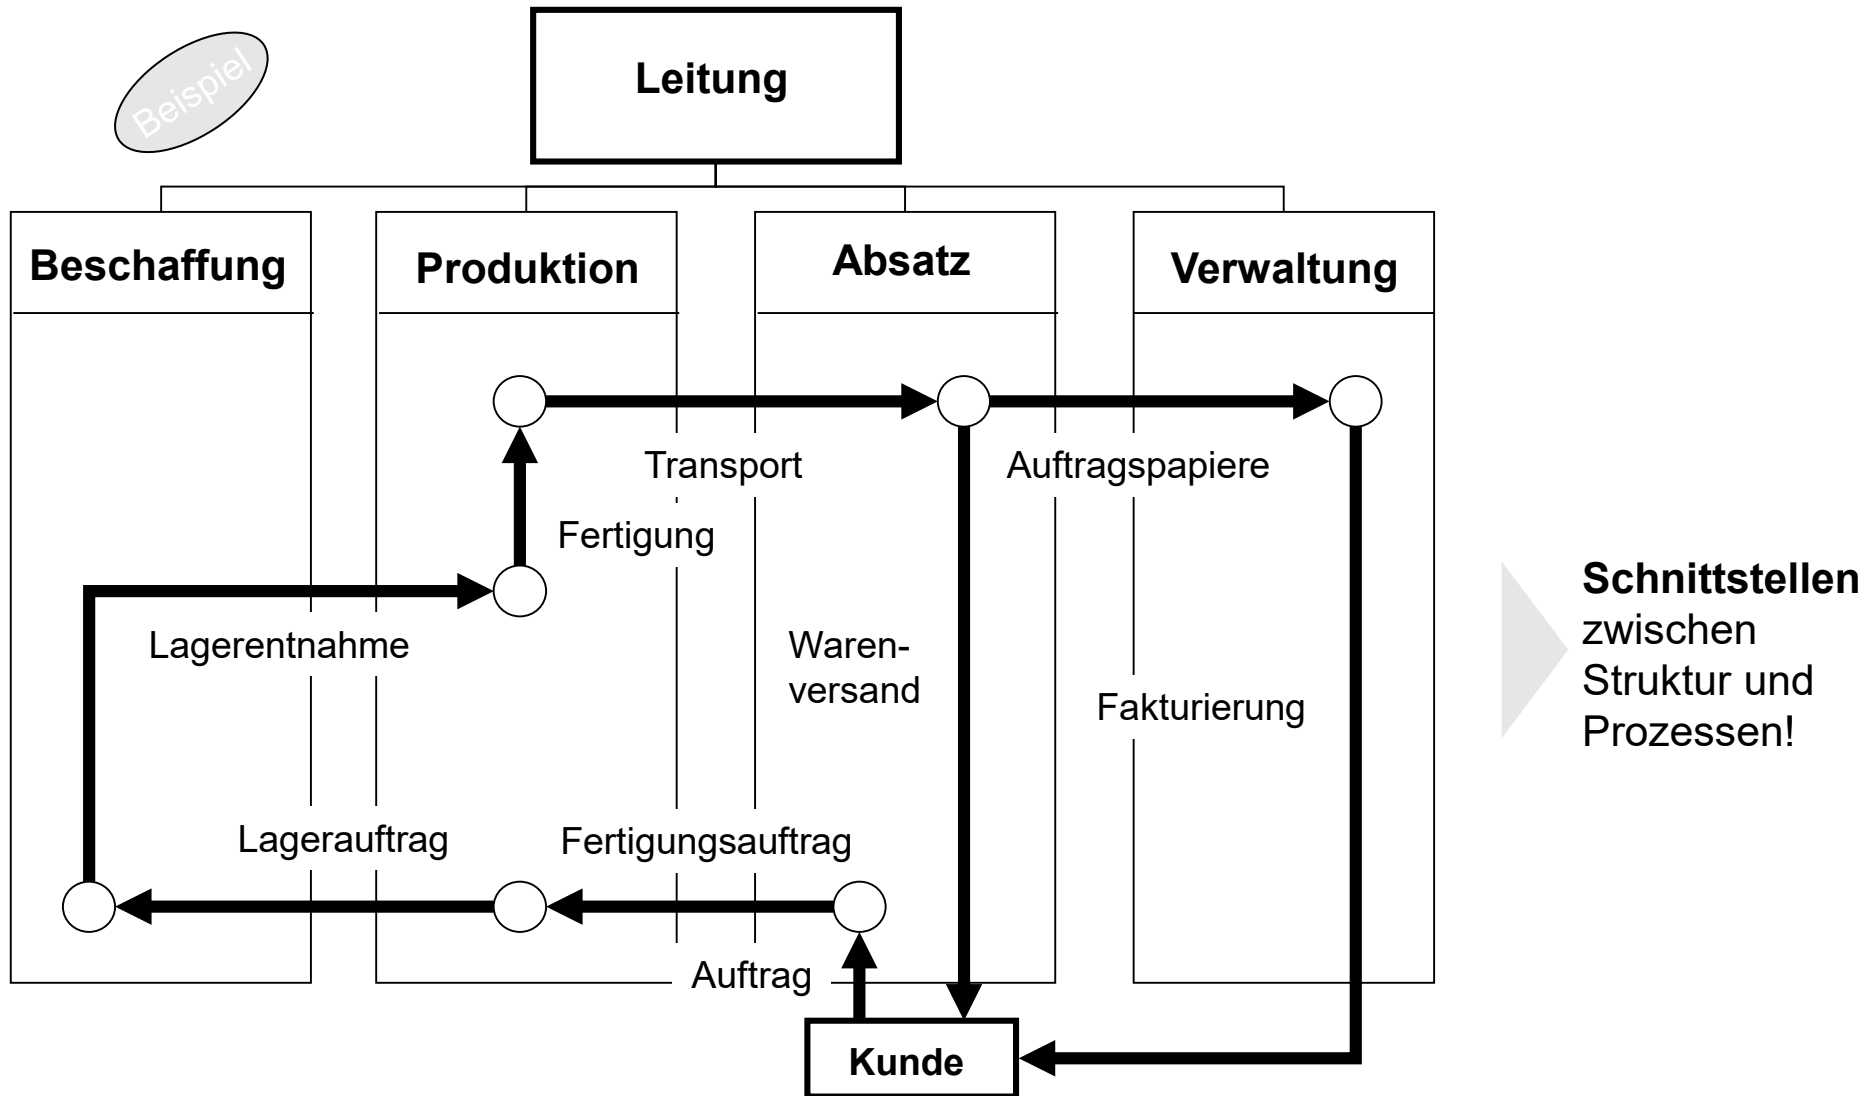 Beispiel
Leitung
Beschaffung
Produktion
Absatz
Verwaltung
Transport
Auftragspapiere
Fertigung
Lagerentnahme
Waren-
versand
Fakturierung
Lagerauftrag
Fertigungsauftrag
Auftrag
Kunde
Schnittstellen
zwischen
Struktur und
Prozessen!